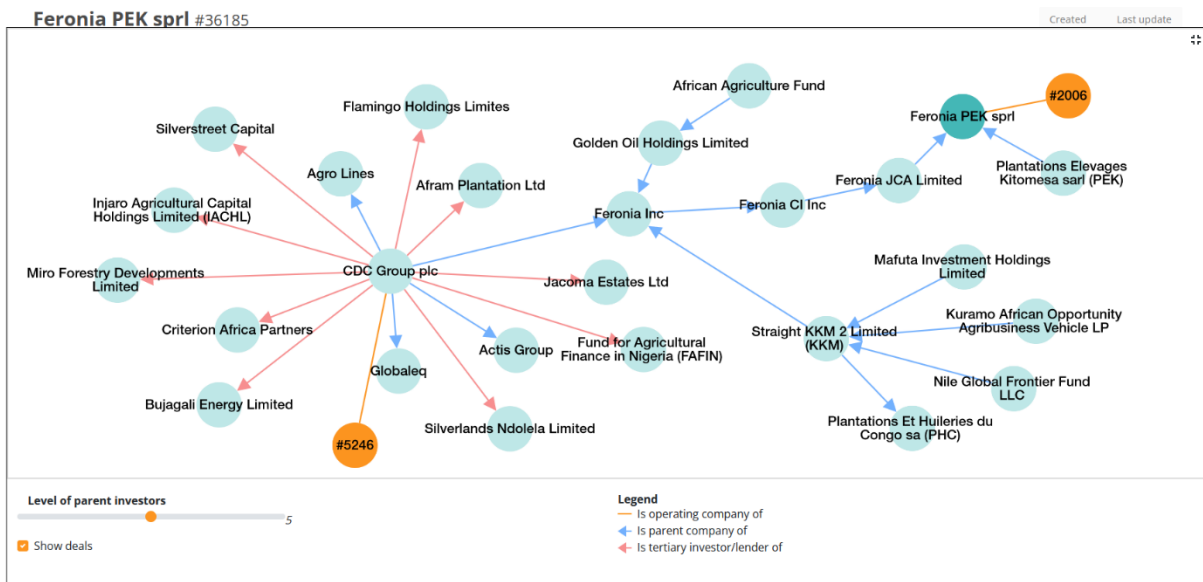 Feronia PEK sprl #36185
Created Last update
African Agriculture Fund
#2006
Flamingo Holdings Limites
Feronia PEK sprl
Silverstreet Capital
Golden Oil Holdings Limited
Plantations Elevages
Kitomesa sarl (PEK)
Agro Lines
Afram Plantation Ltd
Feronia JCA Limited
Injaro Agricultural Capital
Holdings Limited (IACHL)
Feronia Inc
Feronia CI Inc
Miro Forestry Developments
Limited
CDC Group plc
Jacoma Estates Ltd
Mafuta Investment Holdings
Limited
Criterion Africa Partners
Kuramo African Opportunity
Agribusiness Vehicle LP
Straight KKM 2 Limited
(KKM)
Actis Group
Fund for Agricultural
Finance in Nigeria (FAFIN)
Globaleq
Nile Global Frontier Fund
LLC
Bujagali Energy Limited
Silverlands Ndolela Limited
Plantations Et Huileries du
Congo sa (PHC)
#5246
Level of parent investors
5
Show deals
Legend
Is operating company of
Is parent company of
Is tertiary investor/lender of